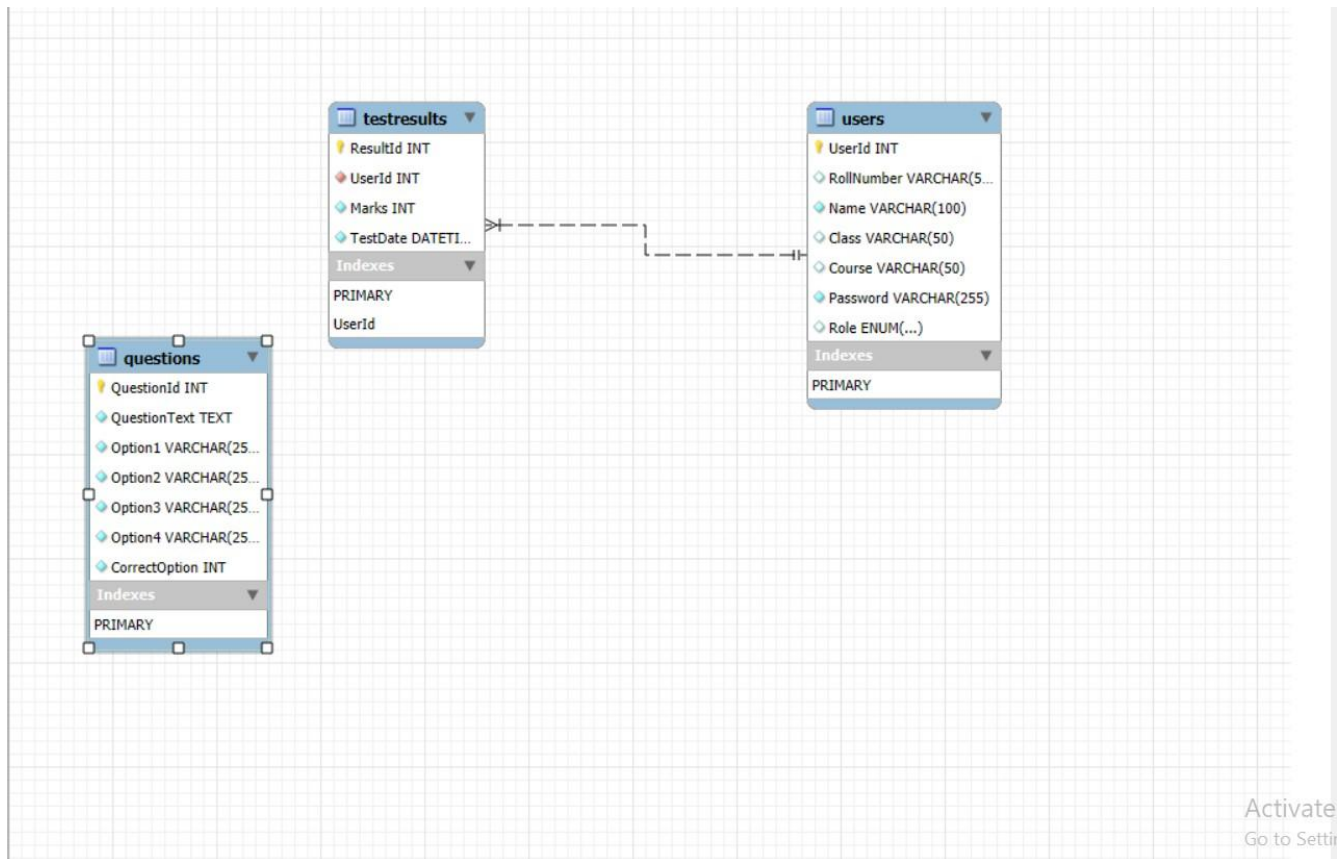 testresults
ResultId INT
UserId INT
Marks INT
TestDate DATETI...
Indexes
PRIMARY
UserId
users
UserId INT
RollNumber VARCHAR(5...
Name VARCHAR(100)
Class VARCHAR(50)
Course VARCHAR(50)
Password VARCHAR(255)
Role ENUM(...)
Indexes
PRIMARY
questions
QuestionId INT
QuestionText TEXT
Option1 VARCHAR(25...
Option2 VARCHAR(25...
Option3 VARCHAR(25...
Option4 VARCHAR(25...
CorrectOption INT
Indexes
PRIMARY
Activate
Go to Setti